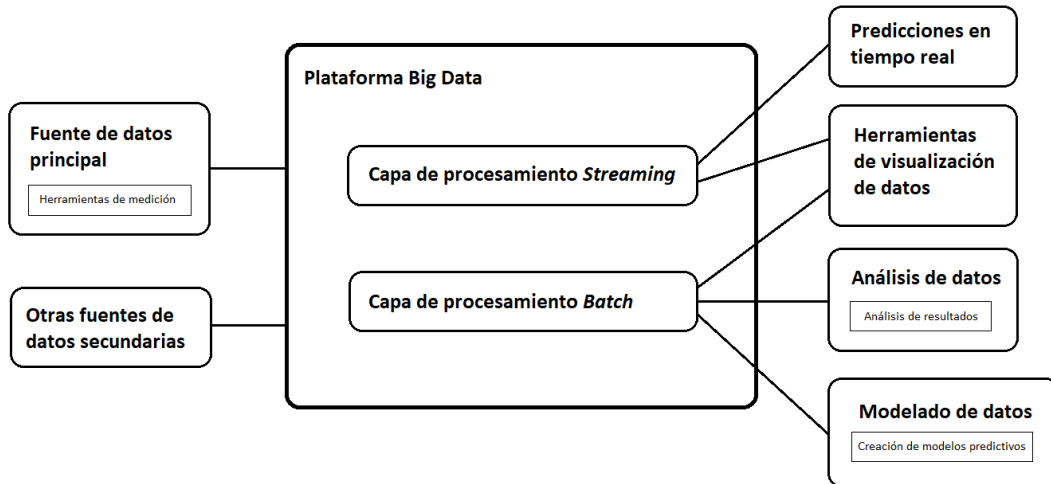 Fuente de datos
principal
Herramientas de medición
Otras fuentes de
datos secundarias
Plataforma Big Data
Capa de procesamiento Streaming
Capa de procesamiento Batch
Predicciones en
tiempo real
Herramientas
de visualización
de datos
Análisis de datos
Análisis de resultados
Modelado de datos
Creación de modelos predictivos